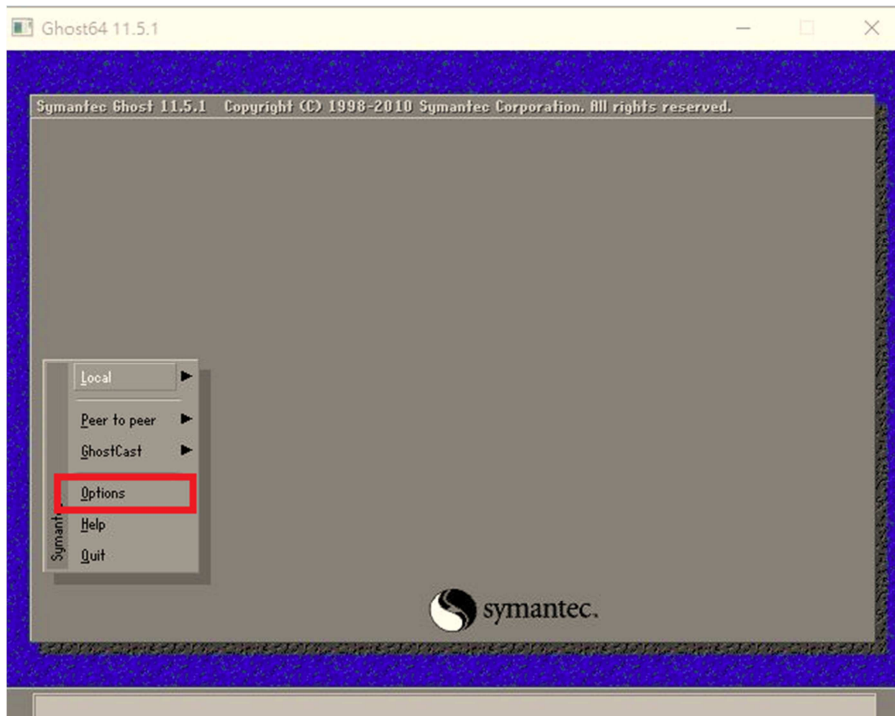 Ghost64 11.5.1
Symantec Ghost 11.5.1 Copyright (C) 1998-2010 Symantec Corporation. All rights reserved.
Local
Peer to peer
GhostCast
Options
Help
Quit
Symantec
symantec.